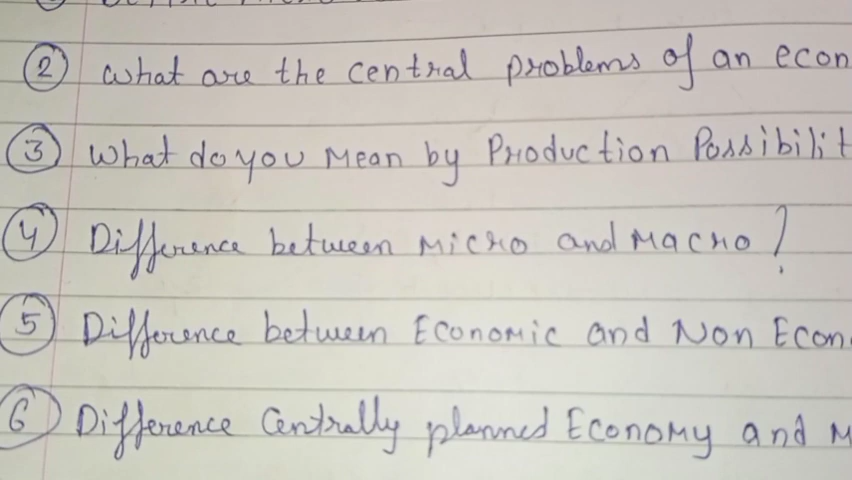 ② What are the central problems of an econ
③ What do you Mean by Production Possibilit
④ Difference between Micro and Macro?
⑤ Difference between Economic and Non Econ
⑥ Difference Centrally planned Economy and M